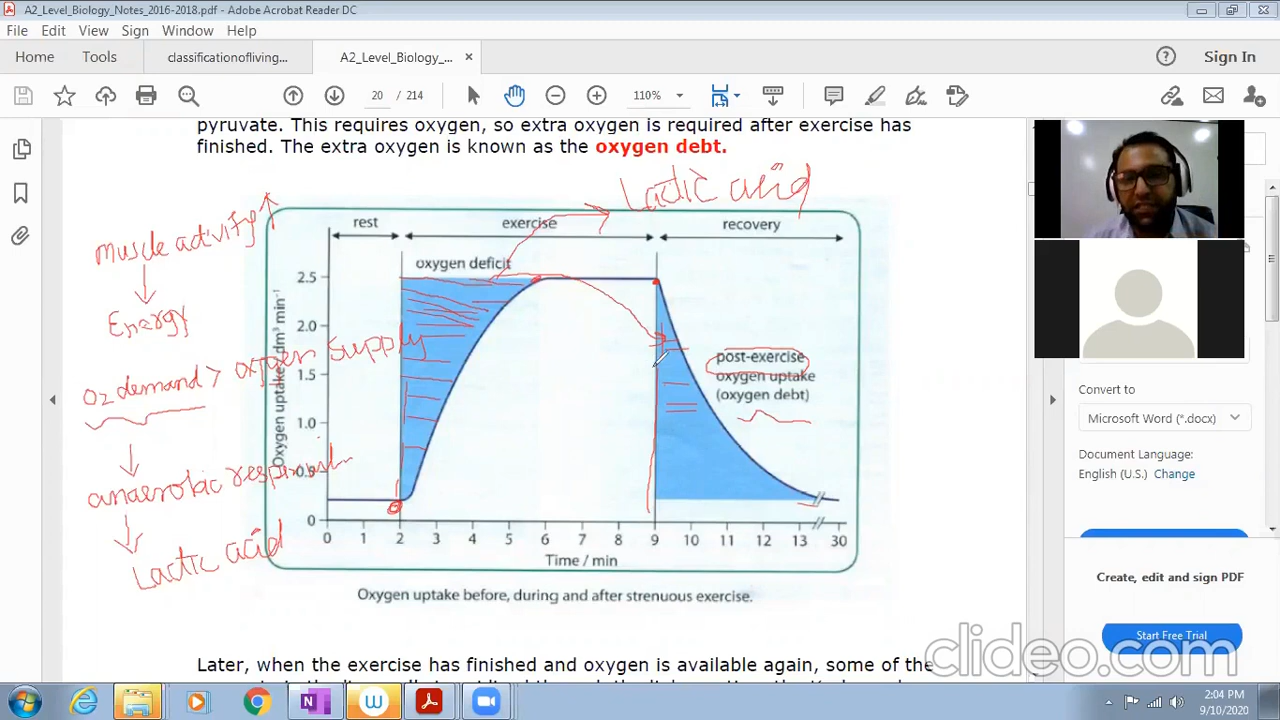 A2_Level_Biology_Notes_2016-2018.pdf - Adobe Acrobat Reader DC
File Edit View Sign Window Help
Home Tools classificationofliving... A2_Level_Biology_... × Sign In
20 / 214 110%
pyruvate. This requires oxygen, so extra oxygen is required after exercise has
finished. The extra oxygen is known as the oxygen debt.
Lactic acid
rest exercise recovery
Muscle activity
oxygen deficit
Energy
O2 demand > oxygen supply
anaerobic respirat
Lactic acid
Oxygen uptake / dm³ min⁻¹
2.5
2.0
1.5
1.0
0.5
0
post-exercise
oxygen uptake
(oxygen debt)
0 1 2 3 4 5 6 7 8 9 10 11 12 13 30
Time / min
Oxygen uptake before, during and after strenuous exercise.
Later, when the exercise has finished and oxygen is available again, some of the
Convert to
Microsoft Word (*.docx)
Document Language:
English (U.S.) Change
Create, edit and sign PDF
Start Free Trial
clideo.com
2:04 PM
9/10/2020